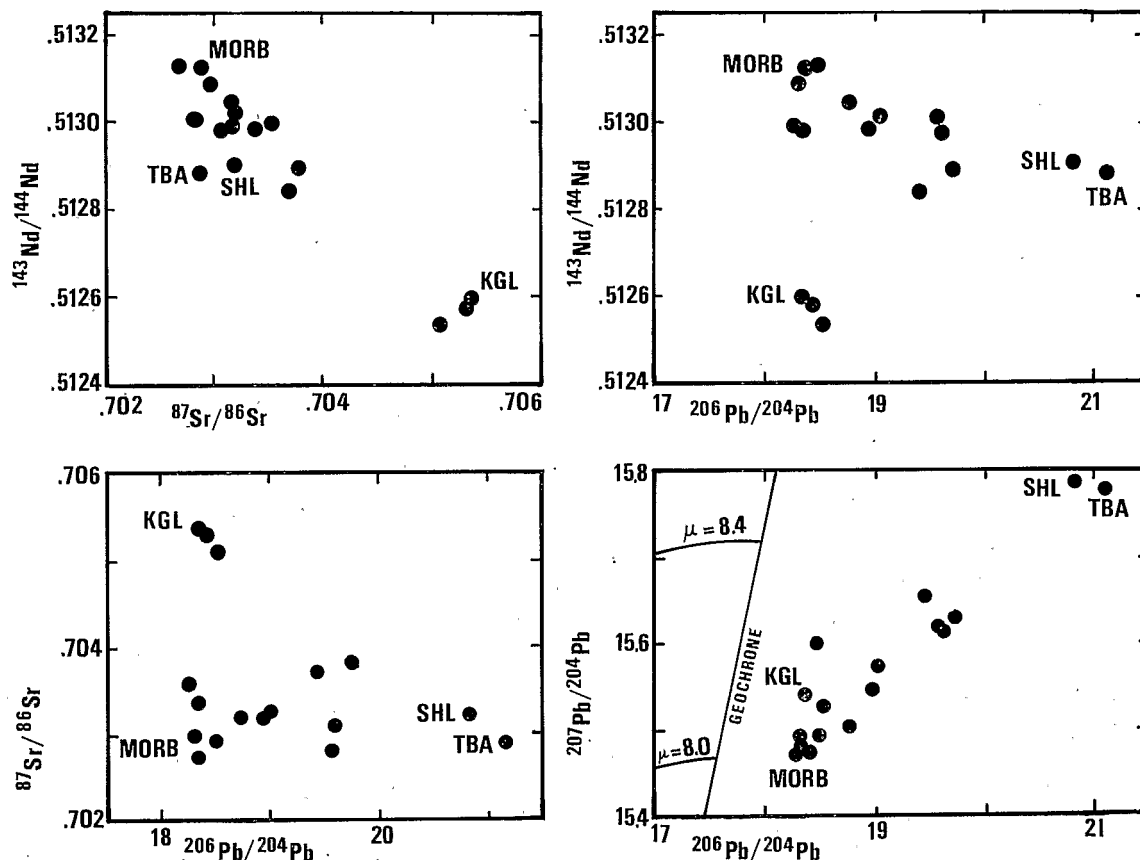 .5132
.5130
.5128
.5126
.5124
143Nd/144Nd
MORB
TBA
SHL
KGL
.702
.704
.706
87Sr/86Sr
.5132
.5130
.5128
.5126
.5124
143Nd/144Nd
MORB
SHL
TBA
KGL
17
19
21
206Pb/204Pb
.706
.704
.702
87Sr/86Sr
KGL
MORB
SHL
TBA
18
20
206Pb/204Pb
15.8
15.6
15.4
207Pb/204Pb
μ = 8.4
μ = 8.0
GEOCHRONE
SHL
TBA
KGL
MORB
17
19
21
206Pb/204Pb